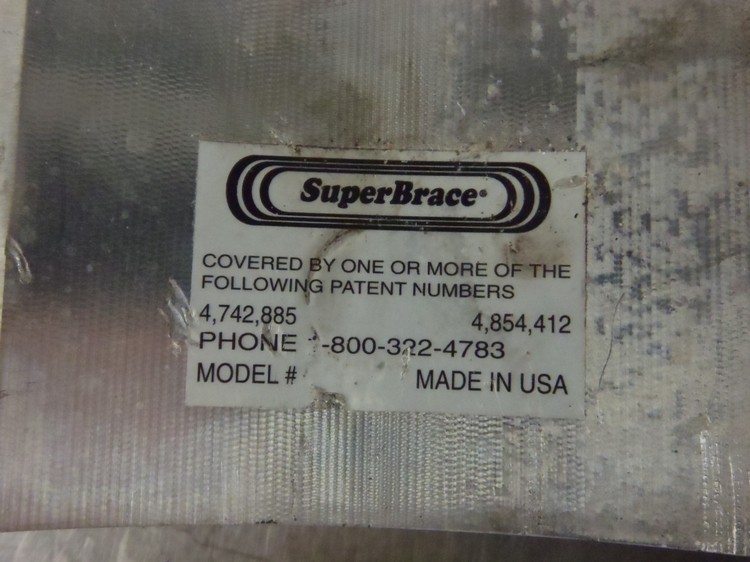 SuperBrace®
COVERED BY ONE OR MORE OF THE
FOLLOWING PATENT NUMBERS
4,742,885 4,854,412
PHONE -800-322-4783
MODEL # MADE IN USA